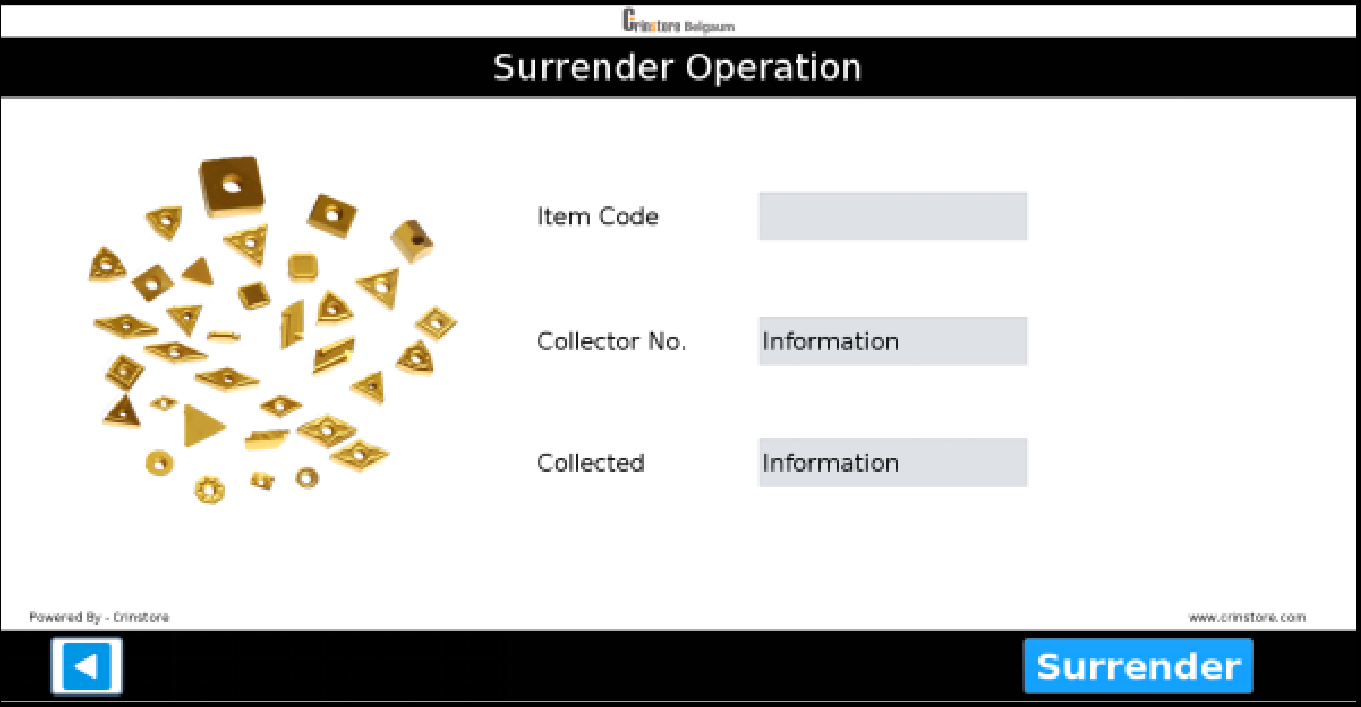 Crinstore Belgaum
Surrender Operation
Item Code
Collector No. Information
Collected Information
Powered By - Crinstore
www.crinstore.com
Surrender